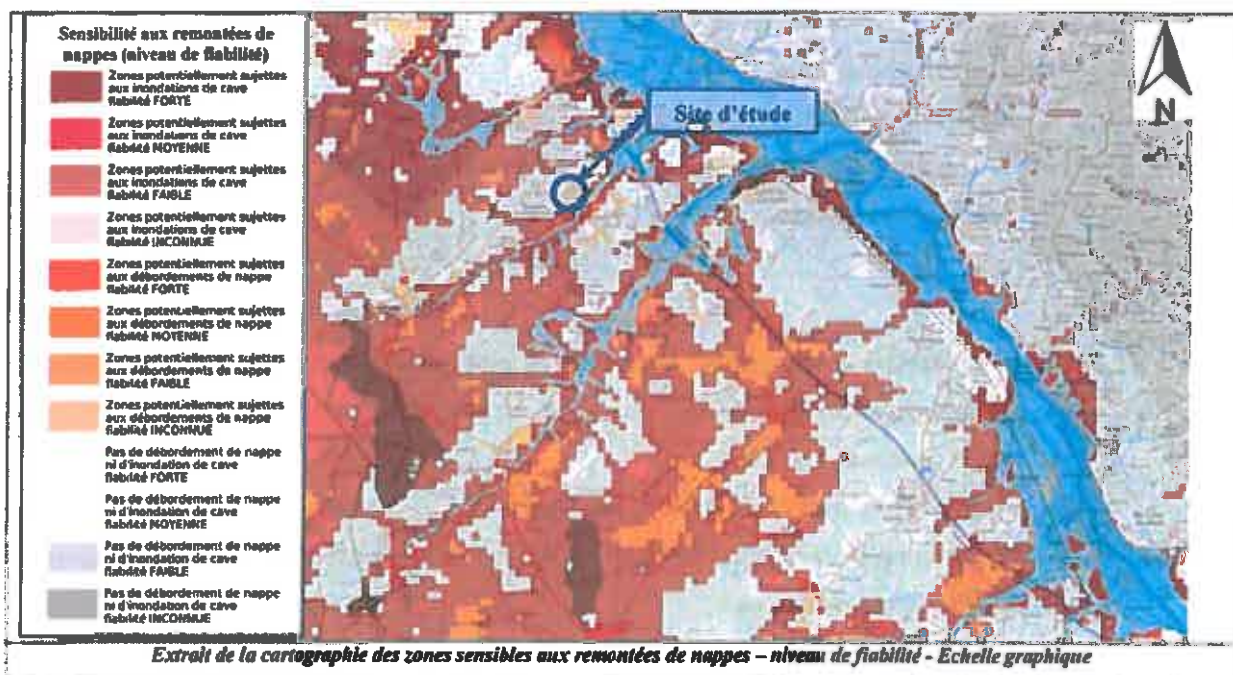 Sensibilité aux remontées de
nappes (niveau de fiabilité)
Zones potentiellement sujettes
aux inondations de cave
fiabilité FORTE
Zones potentiellement sujettes
aux inondations de cave
fiabilité MOYENNE
Zones potentiellement sujettes
aux inondations de cave
fiabilité FAIBLE
Zones potentiellement sujettes
aux inondations de cave
fiabilité INCONNUE
Zones potentiellement sujettes
aux débordements de nappe
fiabilité FORTE
Zones potentiellement sujettes
aux débordements de nappe
fiabilité MOYENNE
Zones potentiellement sujettes
aux débordements de nappe
fiabilité FAIBLE
Zones potentiellement sujettes
aux débordements de nappe
fiabilité INCONNUE
Pas de débordement de nappe
ni d'inondation de cave
fiabilité FORTE
Pas de débordement de nappe
ni d'inondation de cave
fiabilité MOYENNE
Pas de débordement de nappe
ni d'inondation de cave
fiabilité FAIBLE
Pas de débordement de nappe
ni d'inondation de cave
fiabilité INCONNUE
Site d'étude
N
Extrait de la cartographie des zones sensibles aux remontées de nappes – niveau de fiabilité - Echelle graphique